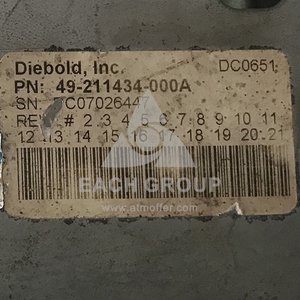 Diebold, Inc. DC0651
PN: 49-211434-000A
SN: C07026447
REV # 2 3 4 5 6 7 8 9 10 11
12 13 14 15 16 17 18 19 20 21
EACH GROUP
www.atmoffer.com